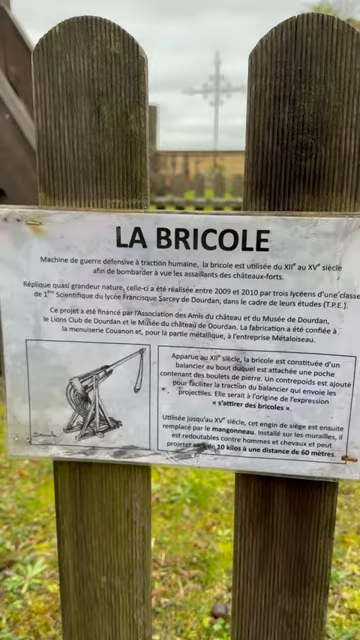 LA BRICOLE
Machine de guerre défensive à traction humaine, la bricole est utilisée du XIIe au XVe siècle
afin de bombarder à vue les assaillants des châteaux-forts.
Réplique quasi grandeur nature, celle-ci a été réalisée entre 2009 et 2010 par trois lycéens d'une classe
de 1ère Scientifique du lycée Francisque Sarcey de Dourdan, dans le cadre de leurs études (T.P.E.).
Ce projet a été financé par l'Association des Amis du château et du Musée de Dourdan,
le Lions Club de Dourdan et le Musée du château de Dourdan. La fabrication a été confiée à
la menuiserie Couanon et, pour la partie métallique, à l'entreprise Métaloiseau.
Apparue au XIIe siècle, la bricole est constituée d'un
balancier au bout duquel est attachée une poche
contenant des boulets de pierre. Un contrepoids est ajouté
pour faciliter la traction du balancier qui envoie les
projectiles. Elle serait à l'origine de l'expression
« s'attirer des bricoles ».
Utilisée jusqu'au XVe siècle, cet engin de siège est ensuite
remplacé par le mangonneau. Installé sur les murailles, il
est redoutables contre hommes et chevaux et peut
projeter de 10 kilos à une distance de 60 mètres.